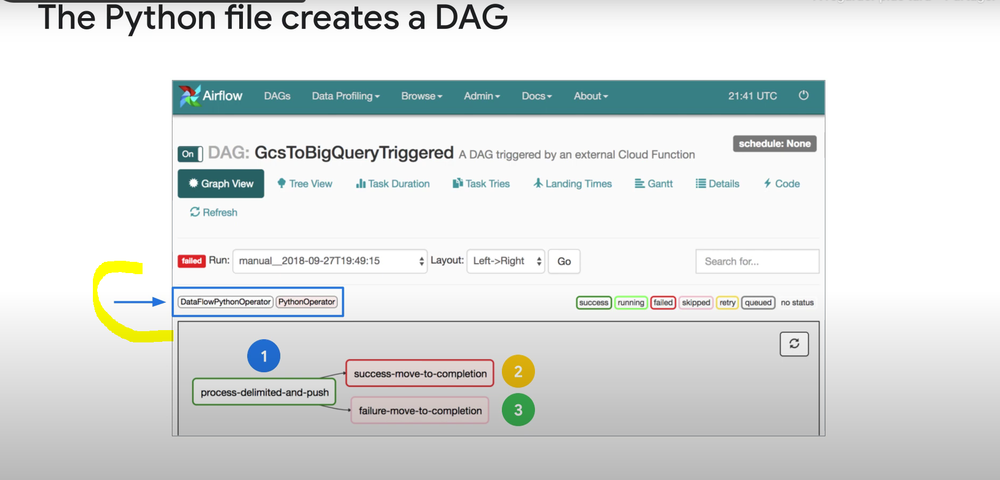 The Python file creates a DAG
Airflow DAGs Data Profiling Browse Admin Docs About 21:41 UTC
schedule: None
On DAG: GcsToBigQueryTriggered A DAG triggered by an external Cloud Function
Graph View Tree View Task Duration Task Tries Landing Times Gantt Details Code
Refresh
failed Run: manual__2018-09-27T19:49:15 Layout: Left->Right Go Search for...
DataFlowPythonOperator PythonOperator success running failed skipped retry queued no status
1
success-move-to-completion 2
process-delimited-and-push
failure-move-to-completion 3